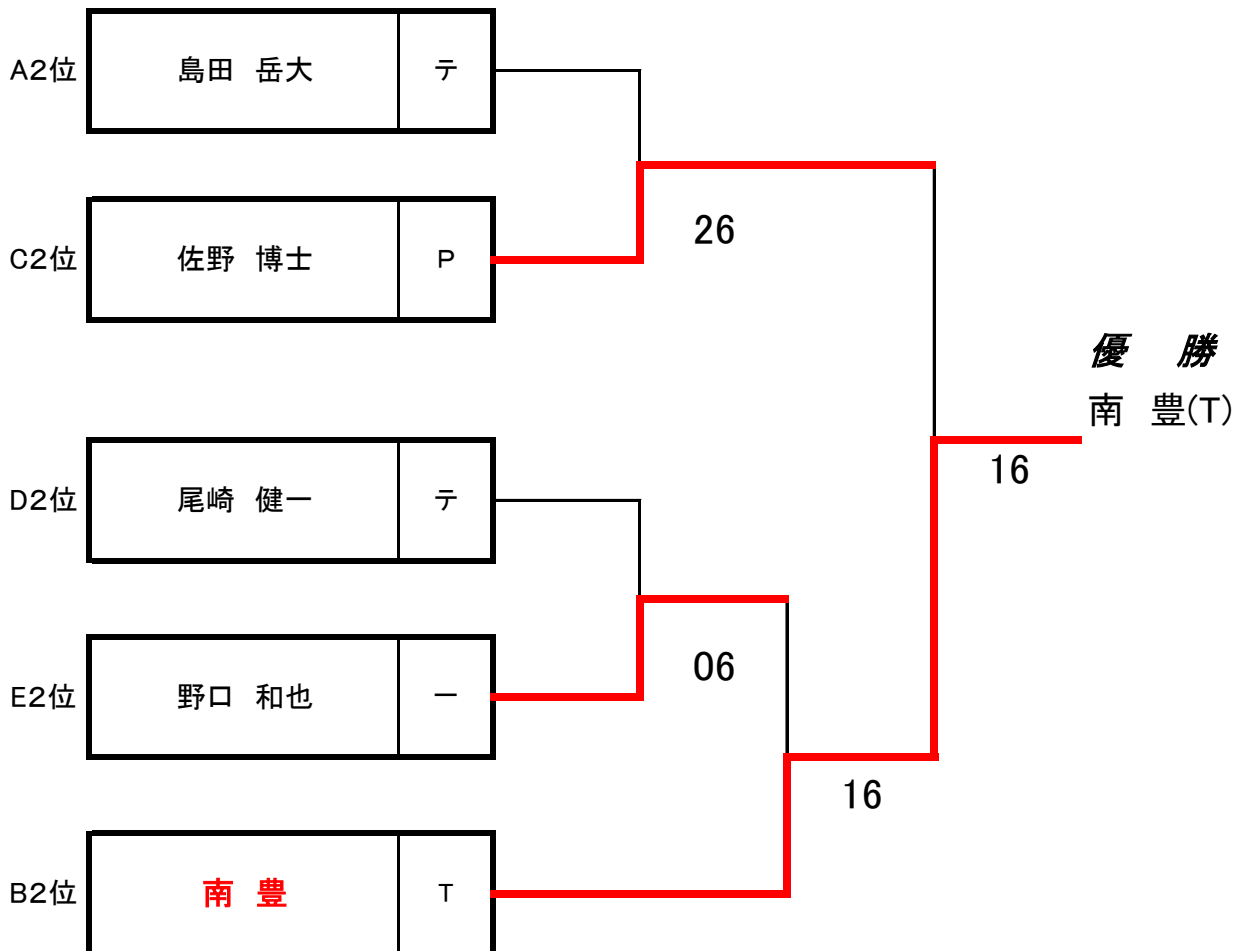 A2位 島田 岳大 テ
C2位 佐野 博士 P
26
優 勝
南 豊(T)
16
D2位 尾崎 健一 テ
E2位 野口 和也 一
06
16
B2位 南 豊 T